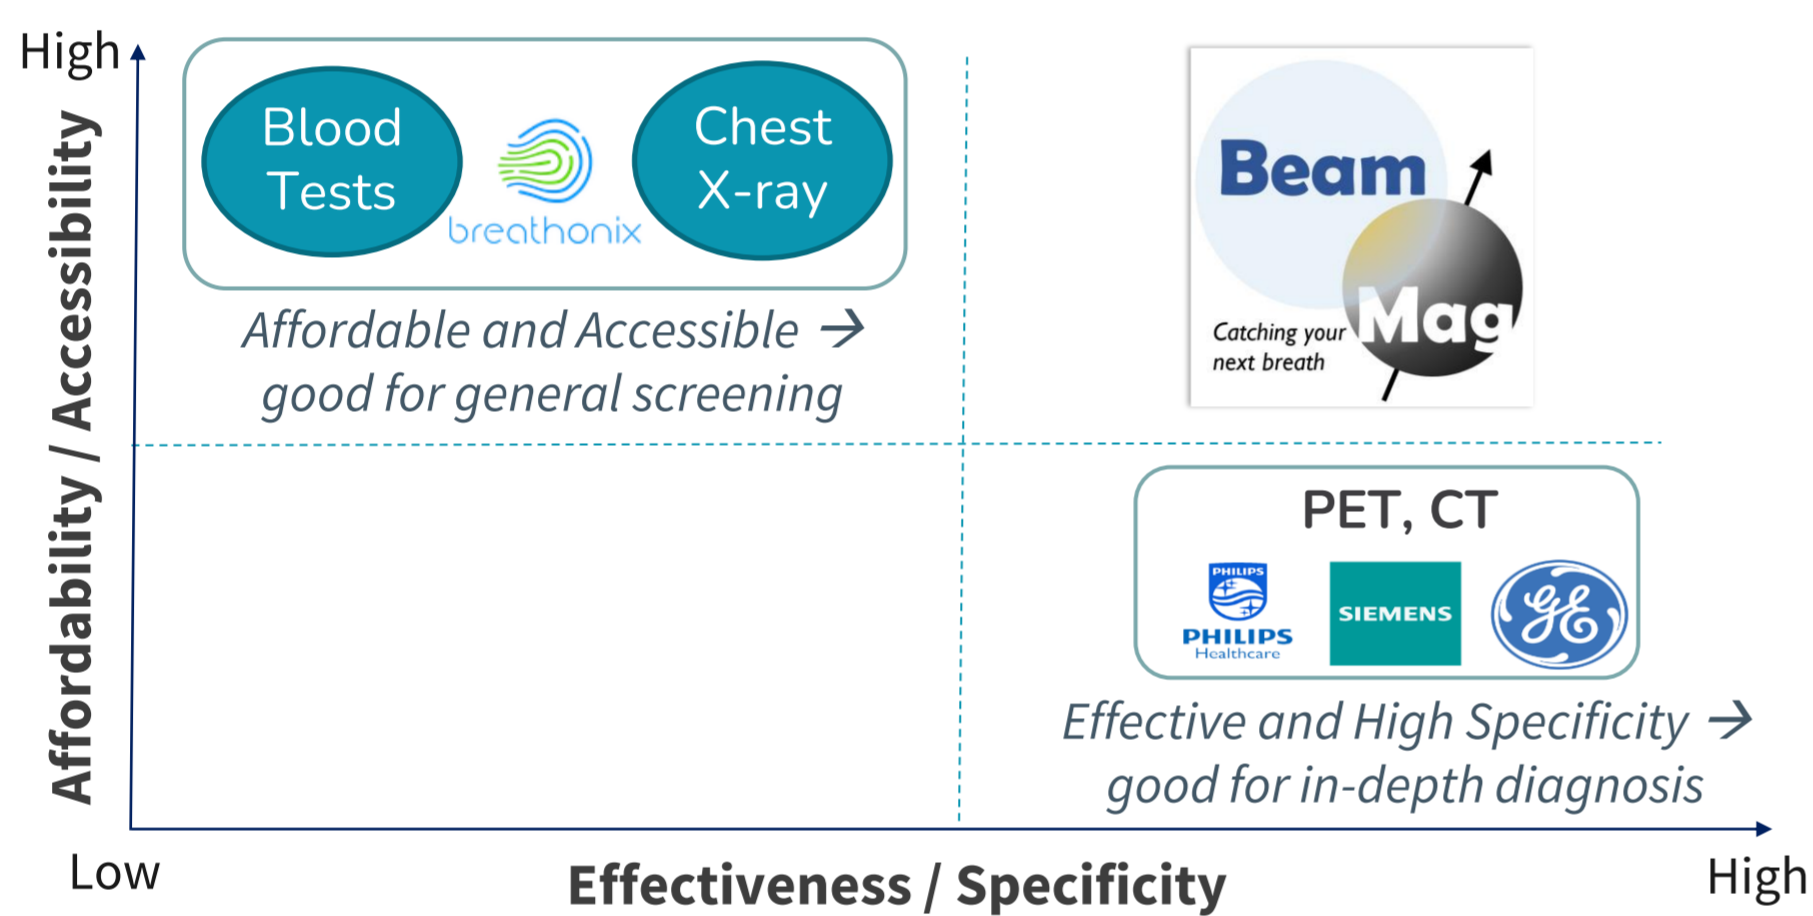 High
Affordability / Accessibility
Blood
Tests
breathonix
Chest
X-ray
Affordable and Accessible →
good for general screening
Beam
Mag
Catching your
next breath
PET, CT
PHILIPS
PHILIPS
Healthcare
SIEMENS
GE
Effective and High Specificity →
good for in-depth diagnosis
Low
Effectiveness / Specificity
High